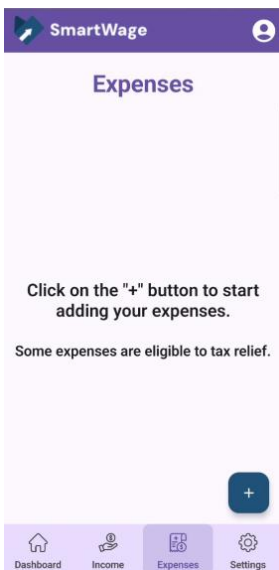 SmartWage
Expenses
Click on the "+" button to start
adding your expenses.
Some expenses are eligible to tax relief.
+
Dashboard Income Expenses Settings